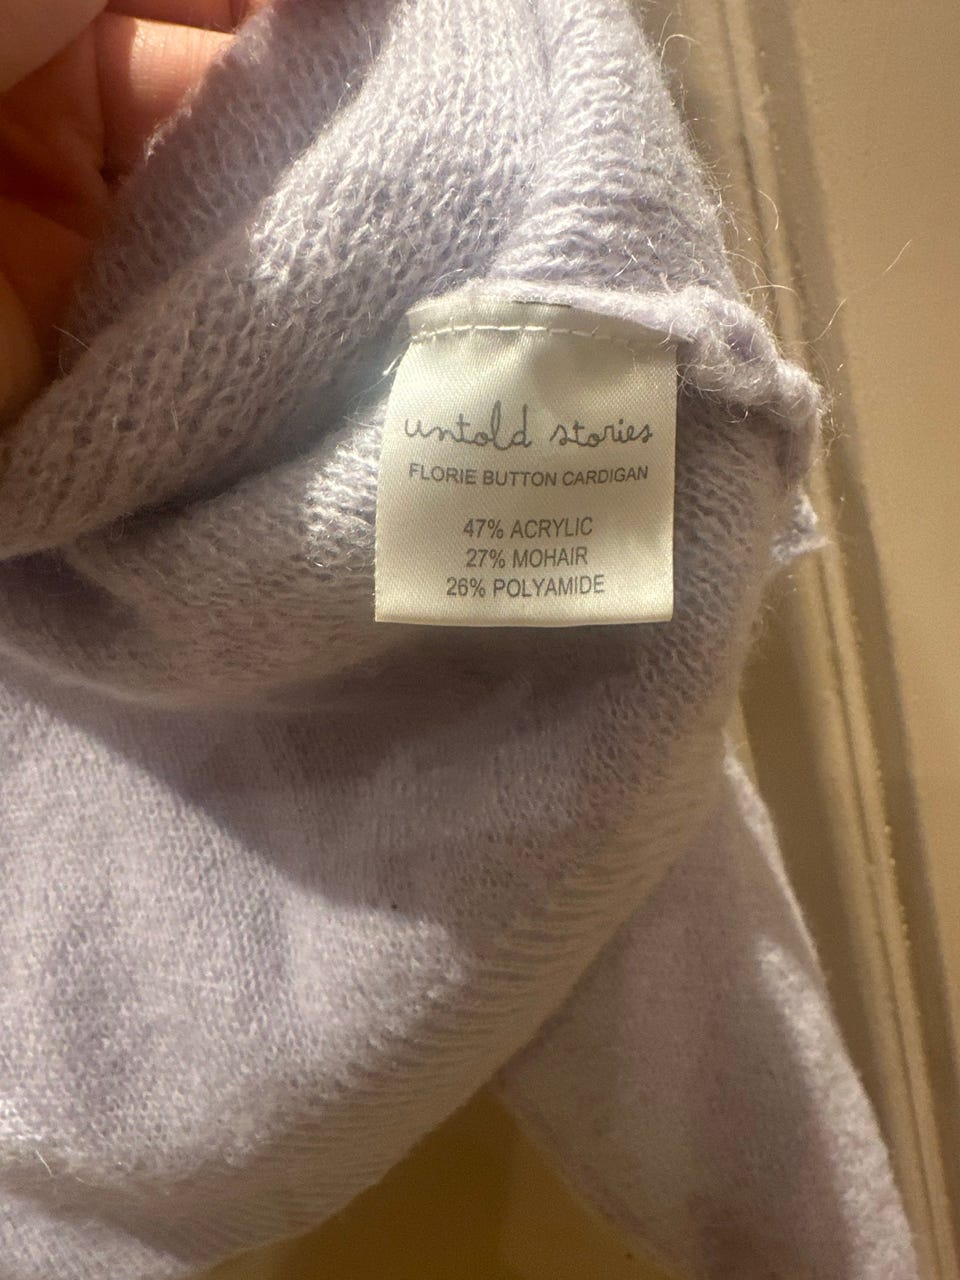 untold stories
FLORIE BUTTON CARDIGAN
47% ACRYLIC
27% MOHAIR
26% POLYAMIDE